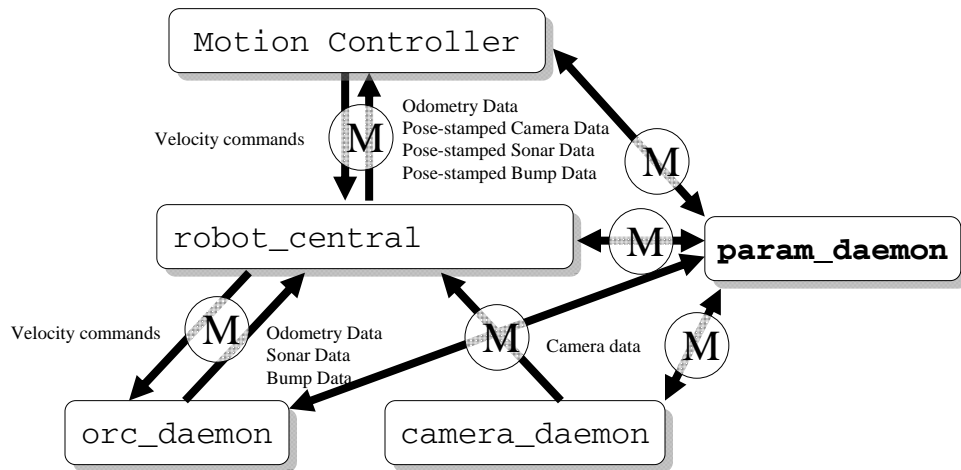 Motion Controller
Velocity commands
M
Odometry Data
Pose-stamped Camera Data
Pose-stamped Sonar Data
Pose-stamped Bump Data
M
robot_central
M
param_daemon
Velocity commands
M
Odometry Data
Sonar Data
Bump Data
M
Camera data
M
orc_daemon
camera_daemon